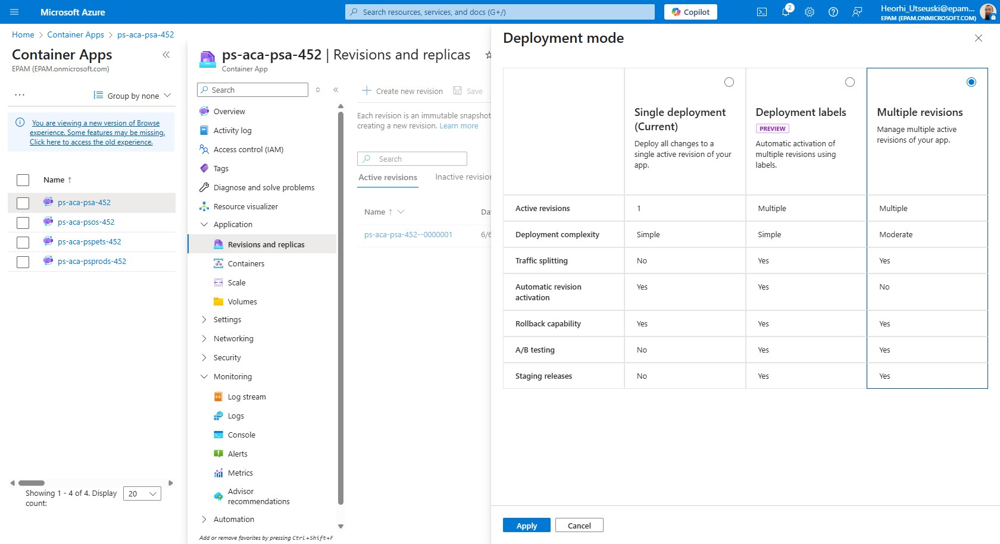 Microsoft Azure
Search resources, services, and docs (G+/)
Copilot
2
Heorhi_Utseuski@epam...
EPAM (EPAM.ONMICROSOFT.COM)
Home > Container Apps > ps-aca-psa-452
Container Apps
EPAM (EPAM.onmicrosoft.com)
...
Group by none
You are viewing a new version of Browse
experience. Some features may be missing.
Click here to access the old experience.
Name ↑
ps-aca-psa-452
ps-aca-psos-452
ps-aca-pspets-452
ps-aca-psprods-452
Showing 1 - 4 of 4. Display
count:
20
ps-aca-psa-452 | Revisions and replicas
Container App
Search
Overview
Activity log
Access control (IAM)
Tags
Diagnose and solve problems
Resource visualizer
Application
Revisions and replicas
Containers
Scale
Volumes
Settings
Networking
Security
Monitoring
Log stream
Logs
Console
Alerts
Metrics
Advisor
recommendations
Automation
Add or remove favorites by pressing Ctrl+Shift+F
Create new revision
Save
Each revision is an immutable snapshot
creating a new revision. Learn more
Search
Active revisions
Inactive revision
Name ↑
Da
ps-aca-psa-452--0000001
6/6
Deployment mode
Single deployment
(Current)
Deploy all changes to a
single active revision of your
app.
Deployment labels
PREVIEW
Automatic activation of
multiple revisions using
labels.
Multiple revisions
Manage multiple active
revisions of your app.
Active revisions
1
Multiple
Multiple
Deployment complexity
Simple
Simple
Moderate
Traffic splitting
No
Yes
Yes
Automatic revision
activation
Yes
Yes
No
Rollback capability
Yes
Yes
Yes
A/B testing
No
Yes
Yes
Staging releases
No
Yes
Yes
Apply
Cancel